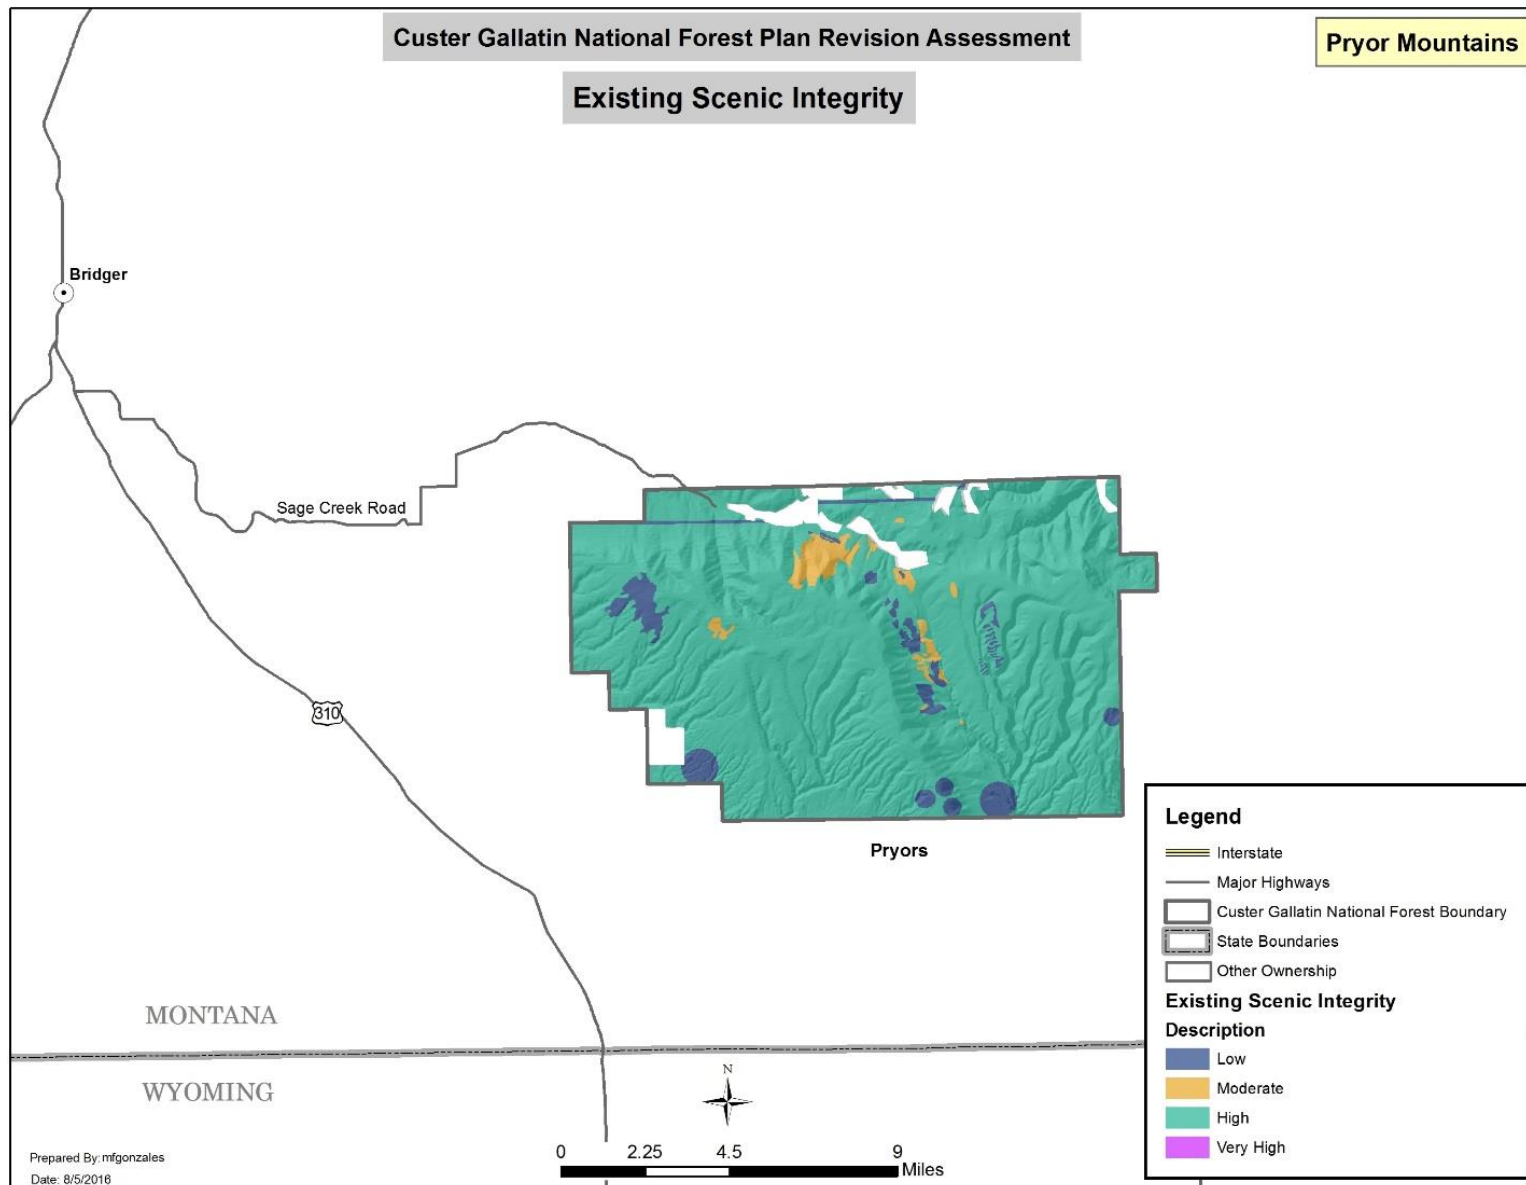 Custer Gallatin National Forest Plan Revision Assessment
Pryor Mountains
Existing Scenic Integrity
Bridger
Sage Creek Road
310
Pryors
Legend
Interstate
Major Highways
Custer Gallatin National Forest Boundary
State Boundaries
Other Ownership
Existing Scenic Integrity
Description
Low
Moderate
High
Very High
MONTANA
WYOMING
N
0 2.25 4.5 9
Miles
Prepared By: mfgonzales
Date: 8/5/2016